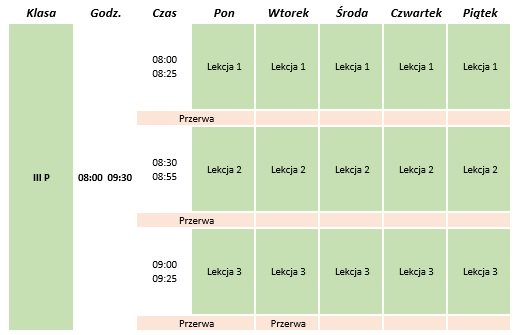 Klasa Godz. Czas Pon Wtorek Środa Czwartek Piątek
08:00
08:25
Lekcja 1 Lekcja 1 Lekcja 1 Lekcja 1 Lekcja 1
Przerwa
III P 08:00 09:30
08:30
08:55
Lekcja 2 Lekcja 2 Lekcja 2 Lekcja 2 Lekcja 2
Przerwa
09:00
09:25
Lekcja 3 Lekcja 3 Lekcja 3 Lekcja 3 Lekcja 3
Przerwa Przerwa